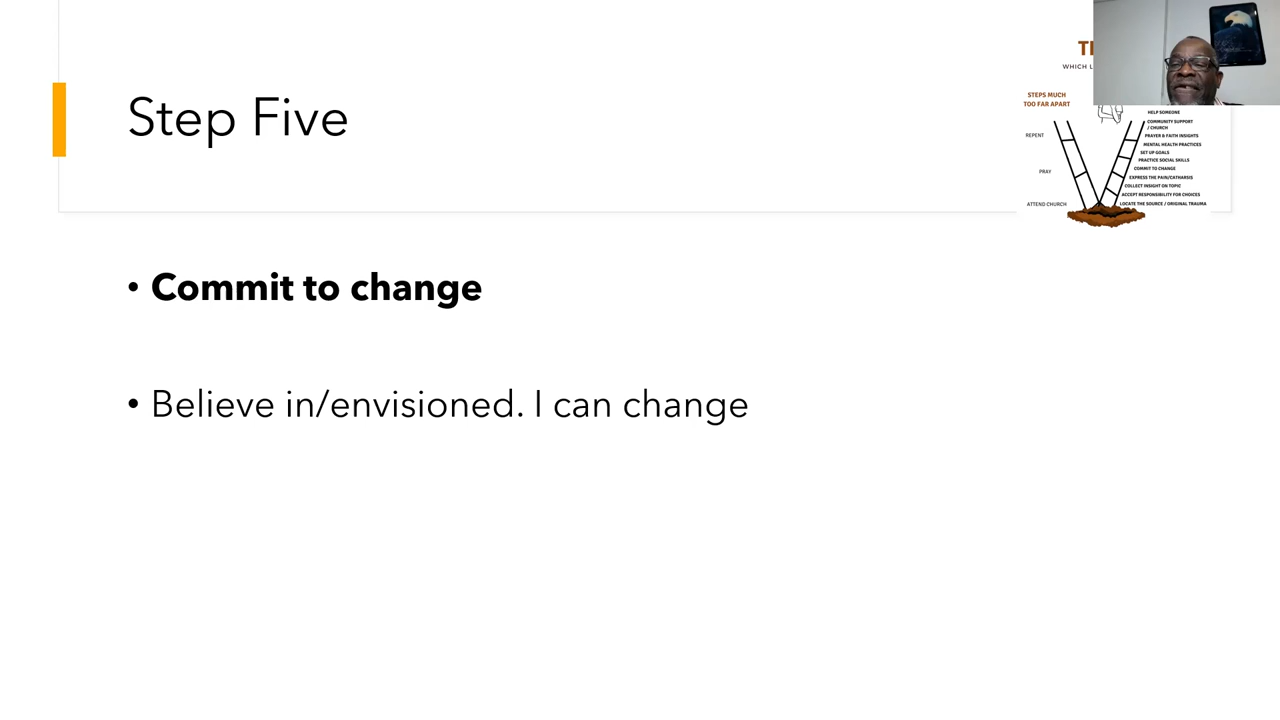 Step Five
WHICH L
STEPS MUCH
TOO FAR APART
REPENT
PRAY
ATTEND CHURCH
HELP SOMEONE
COMMUNITY SUPPORT
/ CHURCH
PRAYER & FAITH INSIGHTS
MENTAL HEALTH PRACTICES
SET UP GOALS
PRACTICE SOCIAL SKILLS
COMMIT TO CHANGE
EXPRESS THE PAIN/CATHARSIS
COLLECT INSIGHT ON TOPIC
ACCEPT RESPONSIBILITY FOR CHOICES
LOCATE THE SOURCE / ORIGINAL TRAUMA
• Commit to change
• Believe in/envisioned. I can change